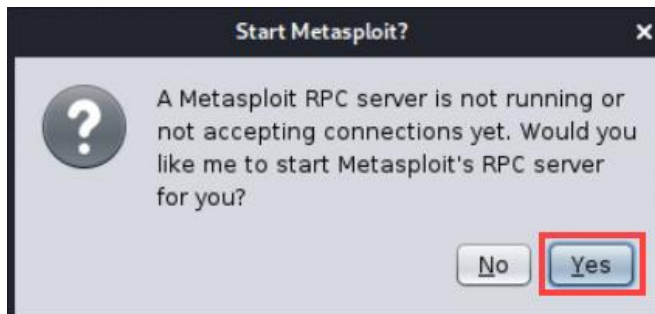 Start Metasploit?
A Metasploit RPC server is not running or
not accepting connections yet. Would you
like me to start Metasploit's RPC server
for you?
No
Yes